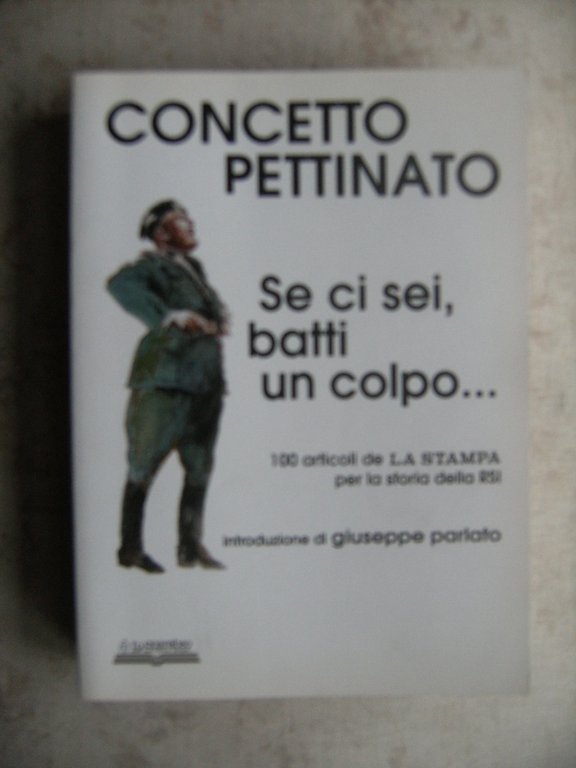 CONCETTO
PETTINATO
Se ci sei,
batti
un colpo...
100 articoli de LA STAMPA
per la storia della RSI
introduzione di giuseppe parlato